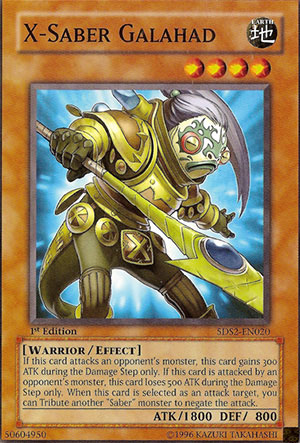 X-Saber Galahad
EARTH
地
1st Edition
SDS2-EN020
[Warrior / Effect]
If this card attacks an opponent's monster, this card gains 300
ATK during the Damage Step only. If this card is attacked by
an opponent's monster, this card loses 500 ATK during the
Damage Step only. When this card is selected as an attack target, you
can Tribute another "Saber" monster to negate the attack.
ATK/1800 DEF/ 800
50604950
©1996 KAZUKI TAKAHASHI